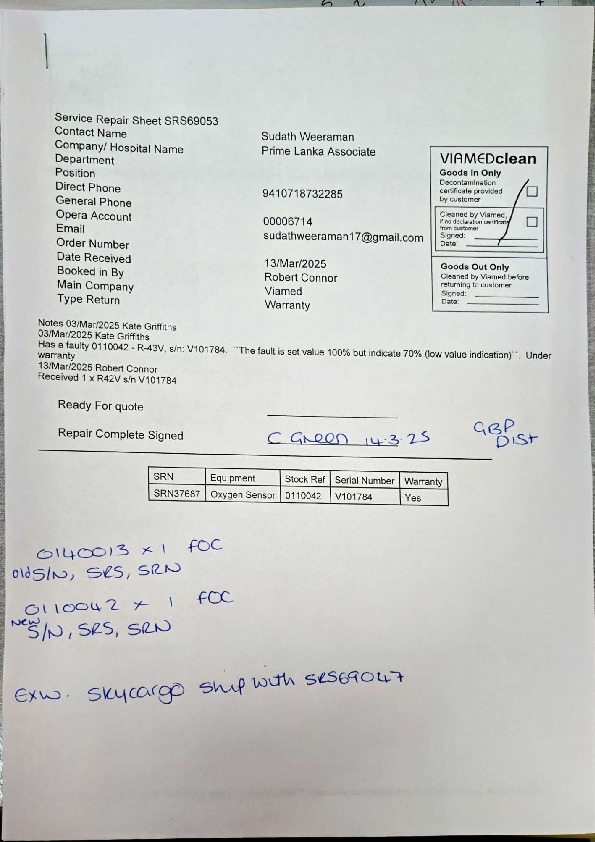 Service Repair Sheet SRS69053
Contact Name Sudath Weeraman
Company/ Hospital Name Prime Lanka Associate
Department
Position
Direct Phone 9410718732285
General Phone
Opera Account 00006714
Email sudathweeraman17@gmail.com
Order Number
Date Received 13/Mar/2025
Booked in By Robert Connor
Main Company Viamed
Type Return Warranty
VIAMEDclean
Goods In Only
Decontamination
certificate provided
by customer
Cleaned by Viamed,
if no declaration certificate
from customer
Signed:
Date:
Goods Out Only
Cleaned by Viamed before
returning to customer
Signed:
Date:
Notes 03/Mar/2025 Kate Griffiths
03/Mar/2025 Kate Griffiths
Has a faulty 0110042 - R-43V, s/n: V101784. ``The fault is set value 100% but indicate 70% (low value indication)``. Under
warranty
13/Mar/2025 Robert Connor
Received 1 x R42V s/n V101784
Ready For quote
Repair Complete Signed C Green 14.3.25
GBP
DIST
SRN Equipment Stock Ref Serial Number Warranty
SRN37687 Oxygen Sensor 0110042 V101784 Yes
0140013 x 1 FOC
old S/N, SRS, SRN
0110042 x 1 FOC
New S/N, SRS, SRN
EXW. Skycargo ship with SRS69047